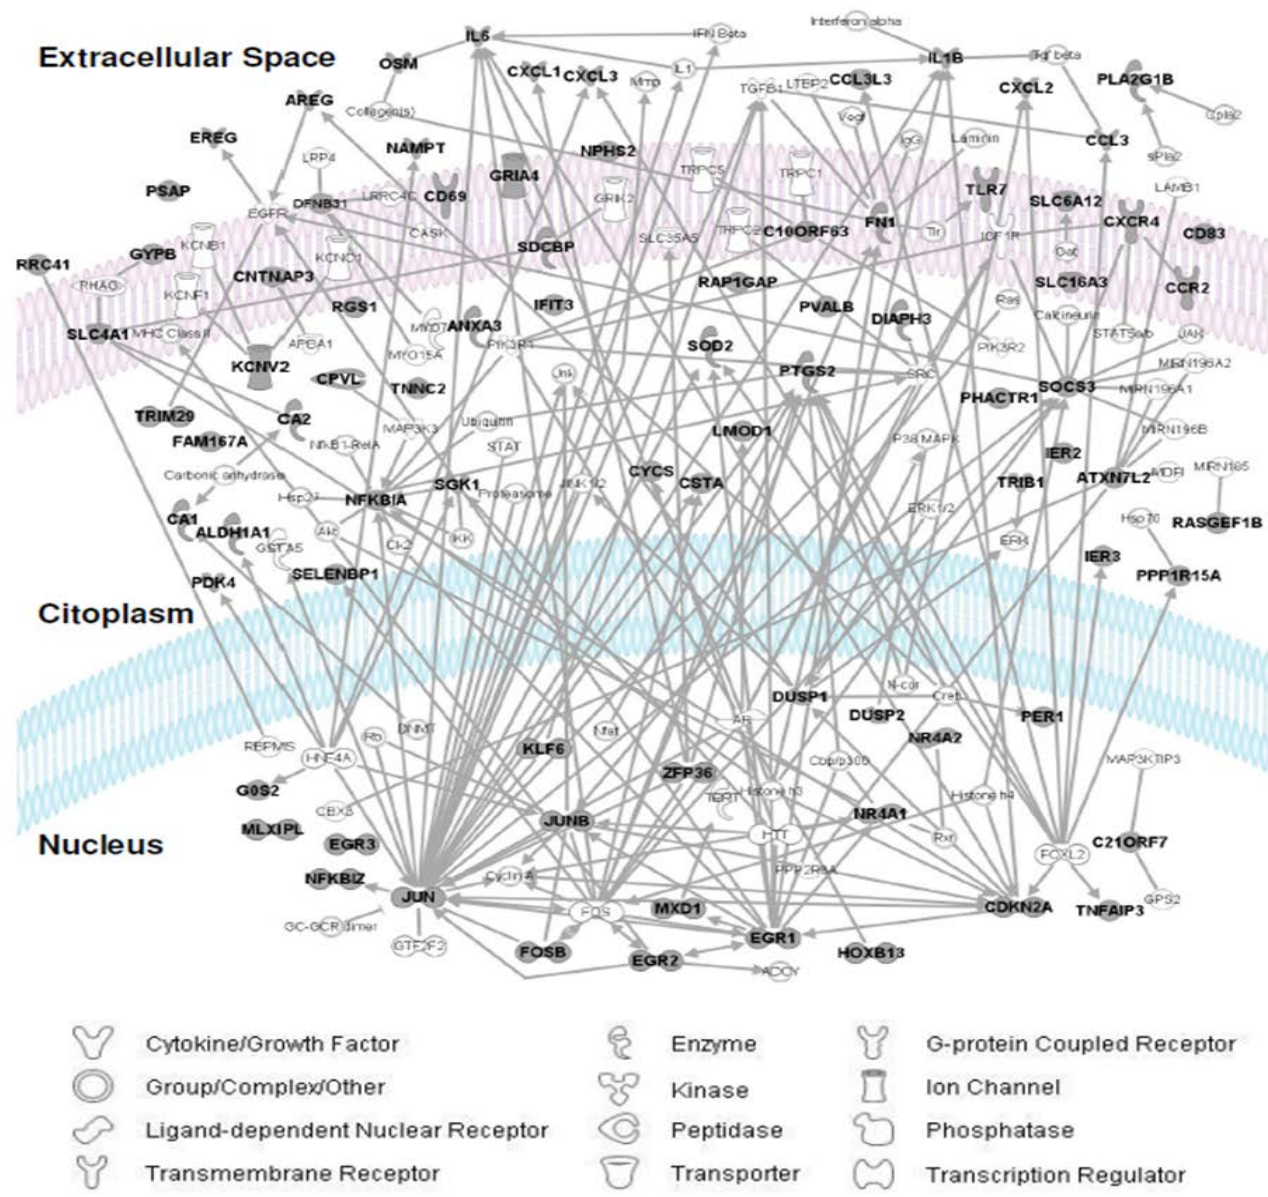 Extracellular Space
Interferon alpha
IL6
IFN Beta
OSM
IL1B
Tgf beta
CXCL1
CXCL3
IL1
Mmp
TGFB1
LTBP2
CCL3L3
CXCL2
PLA2G1B
AREG
Collagen(s)
Vegf
Cpla2
EREG
NAMPT
NPHS2
IgG
Laminin
CCL3
sPla2
LRP4
GRIA4
TRPC5
TRPC1
PSAP
DFNB31
LRRC4C
CD69
GRIK2
TLR7
SLC6A12
LAMB1
EGFR
CASK
SLC35A5
C10ORF63
FN1
Tlr
IGF1R
CXCR4
CD83
KCNB1
KCNC1
SDCBP
RRC41
GYPB
Gat
RHAG
KCNF1
CNTNAP3
RAP1GAP
SLC16A3
CCR2
RGS1
IFIT3
PVALB
DIAPH3
Ras
Calcineurin
SLC4A1
MHC Class II
APBA1
ANXA3
PIK3R1
SOD2
PIK3R2
STAT5a/b
JAK
MYO15A
KCNV2
CPVL
TNNC2
Jnk
PTGS2
SRC
SOCS3
MIRN196A2
MIRN196A1
PHACTR1
TRIM29
CA2
MAP3K3
Ubiquitin
LMOD1
P38 MAPK
MIRN196B
FAM167A
NfkB1-RelA
STAT
IER2
Carbonic anhydrase
CYCS
CSTA
TRIB1
ATXN7L2
MDFI
MIRN185
Hsp27
NFKBIA
SGK1
Proteasome
JNK1/2
ERK1/2
CA1
ALDH1A1
Akt
Ck2
ERK
Hsp70
RASGEF1B
GSTA5
SELENBP1
IER3
PPP1R15A
PDK4
Citoplasm
DUSP1
N-cor
Creb
AR
DUSP2
PER1
RBPMS
HNF4A
Rb
DNMT
KLF6
Nfat
NR4A2
MAP3K7IP3
ZFP36
Cbp/p300
G0S2
CBX5
TERT
Histone h3
Histone h4
MLXIPL
EGR3
JUNB
HTT
NR4A1
Rxr
C21ORF7
Nucleus
FOXL2
NFKBIZ
JUN
Cyclin A
PPP2R5A
GPS2
GC-GCR dimer
FOS
MXD1
CDKN2A
TNFAIP3
GTF2F2
FOSB
EGR2
EGR1
HOXB13
ADCY
Cytokine/Growth Factor
Enzyme
G-protein Coupled Receptor
Group/Complex/Other
Kinase
Ion Channel
Ligand-dependent Nuclear Receptor
Peptidase
Phosphatase
Transmembrane Receptor
Transporter
Transcription Regulator